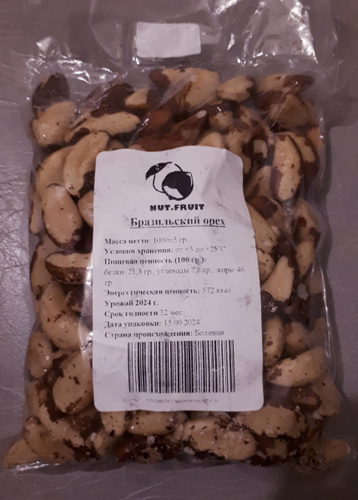 NUT.FRUIT
Бразильский орех
Масса нетто: 1000±5 гр.
Условия хранения: от +5 до +25°C
Пищевая ценность (100 гр.):
белки 21,3 гр., углеводы 7,8 гр., жиры 46
гр
Энергетическая ценность: 572 ккал
Урожай 2024 г.
Срок годности 12 мес
Дата упаковки: 15.09.2024
Страна происхождения: Боливия